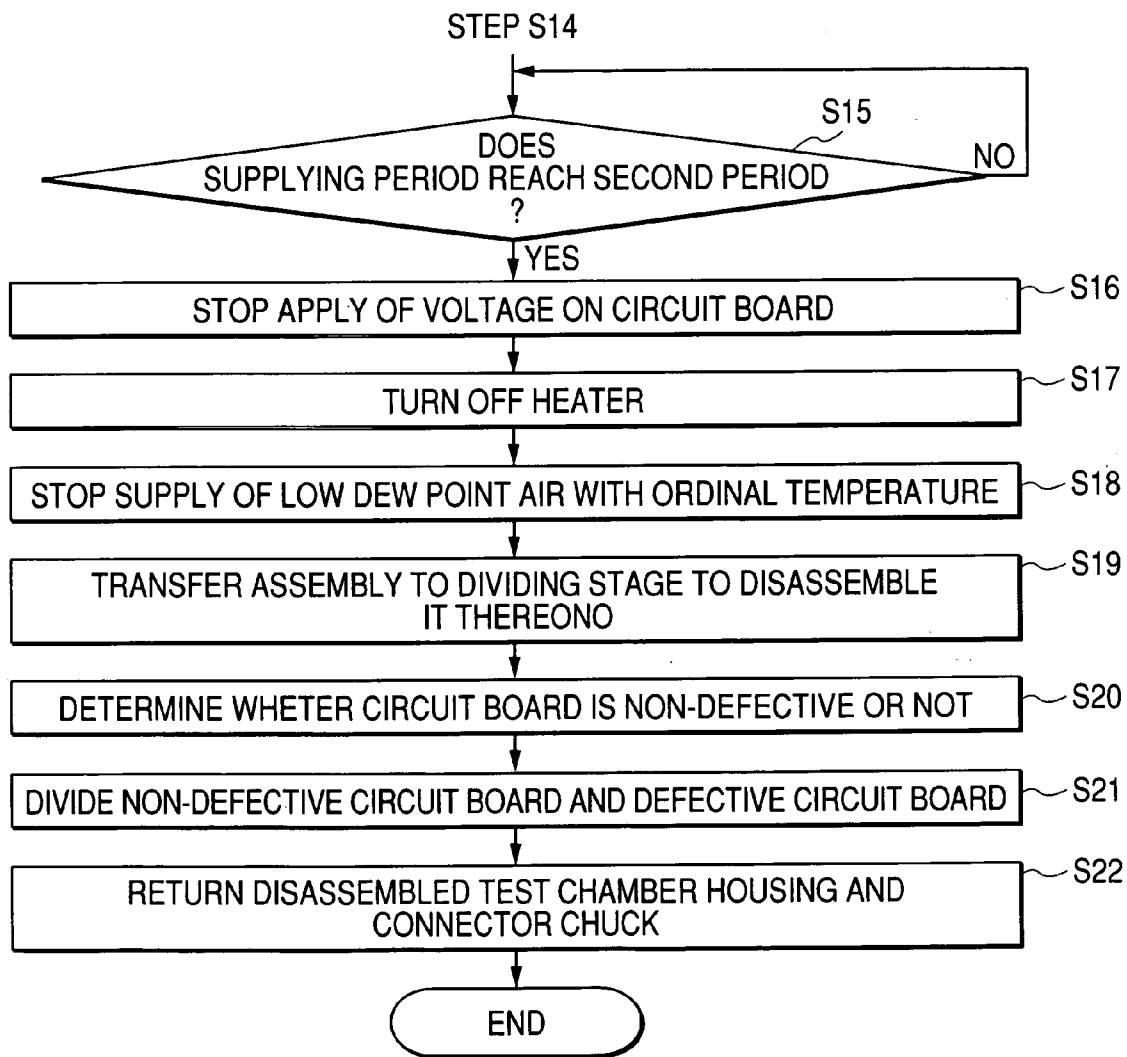 STEP S14
S15
DOES
SUPPLYING PERIOD REACH SECOND PERIOD
?
NO
YES
STOP APPLY OF VOLTAGE ON CIRCUIT BOARD
S16
TURN OFF HEATER
S17
STOP SUPPLY OF LOW DEW POINT AIR WITH ORDINAL TEMPERATURE
S18
TRANSFER ASSEMBLY TO DIVIDING STAGE TO DISASSEMBLE
IT THEREONO
S19
DETERMINE WHETER CIRCUIT BOARD IS NON-DEFECTIVE OR NOT
S20
DIVIDE NON-DEFECTIVE CIRCUIT BOARD AND DEFECTIVE CIRCUIT BOARD
S21
RETURN DISASSEMBLED TEST CHAMBER HOUSING AND
CONNECTOR CHUCK
S22
END